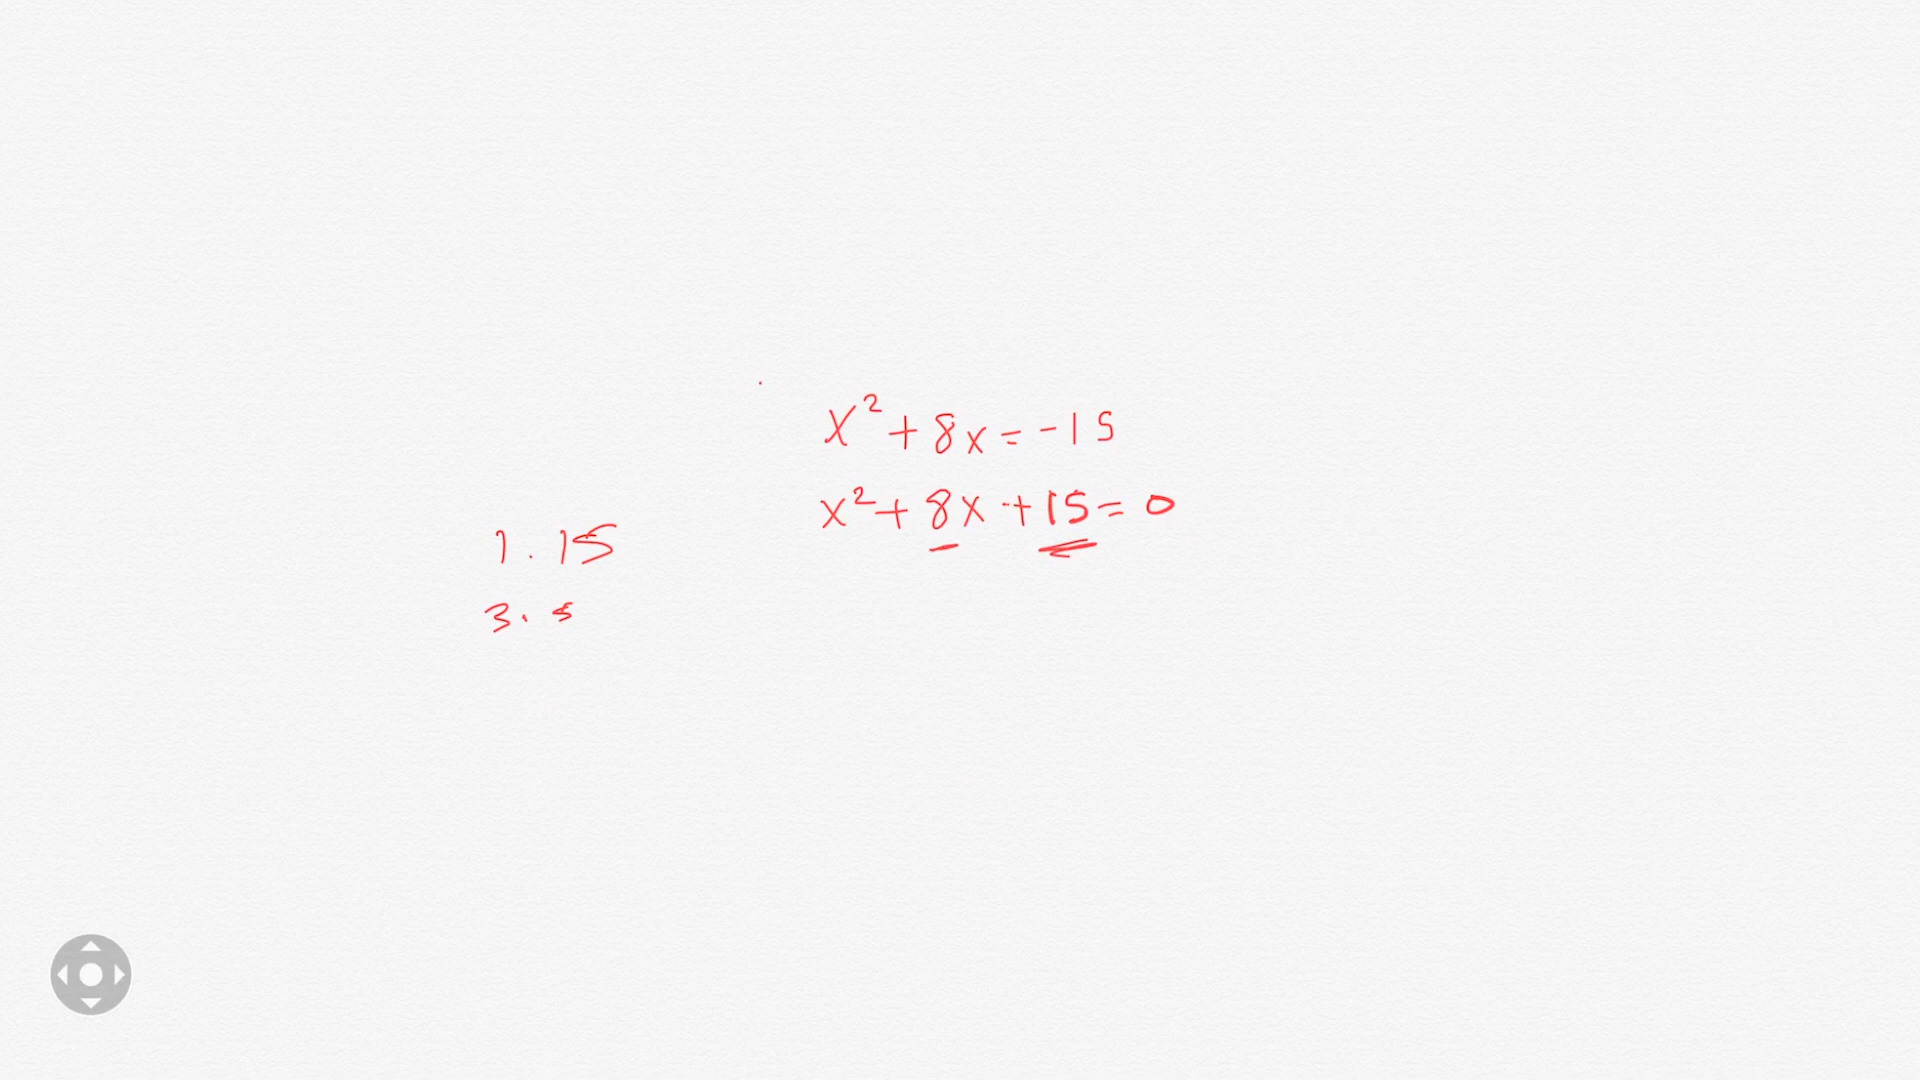 x² + 8x = -15
x² + 8x + 15 = 0
1 . 15
3 . 5